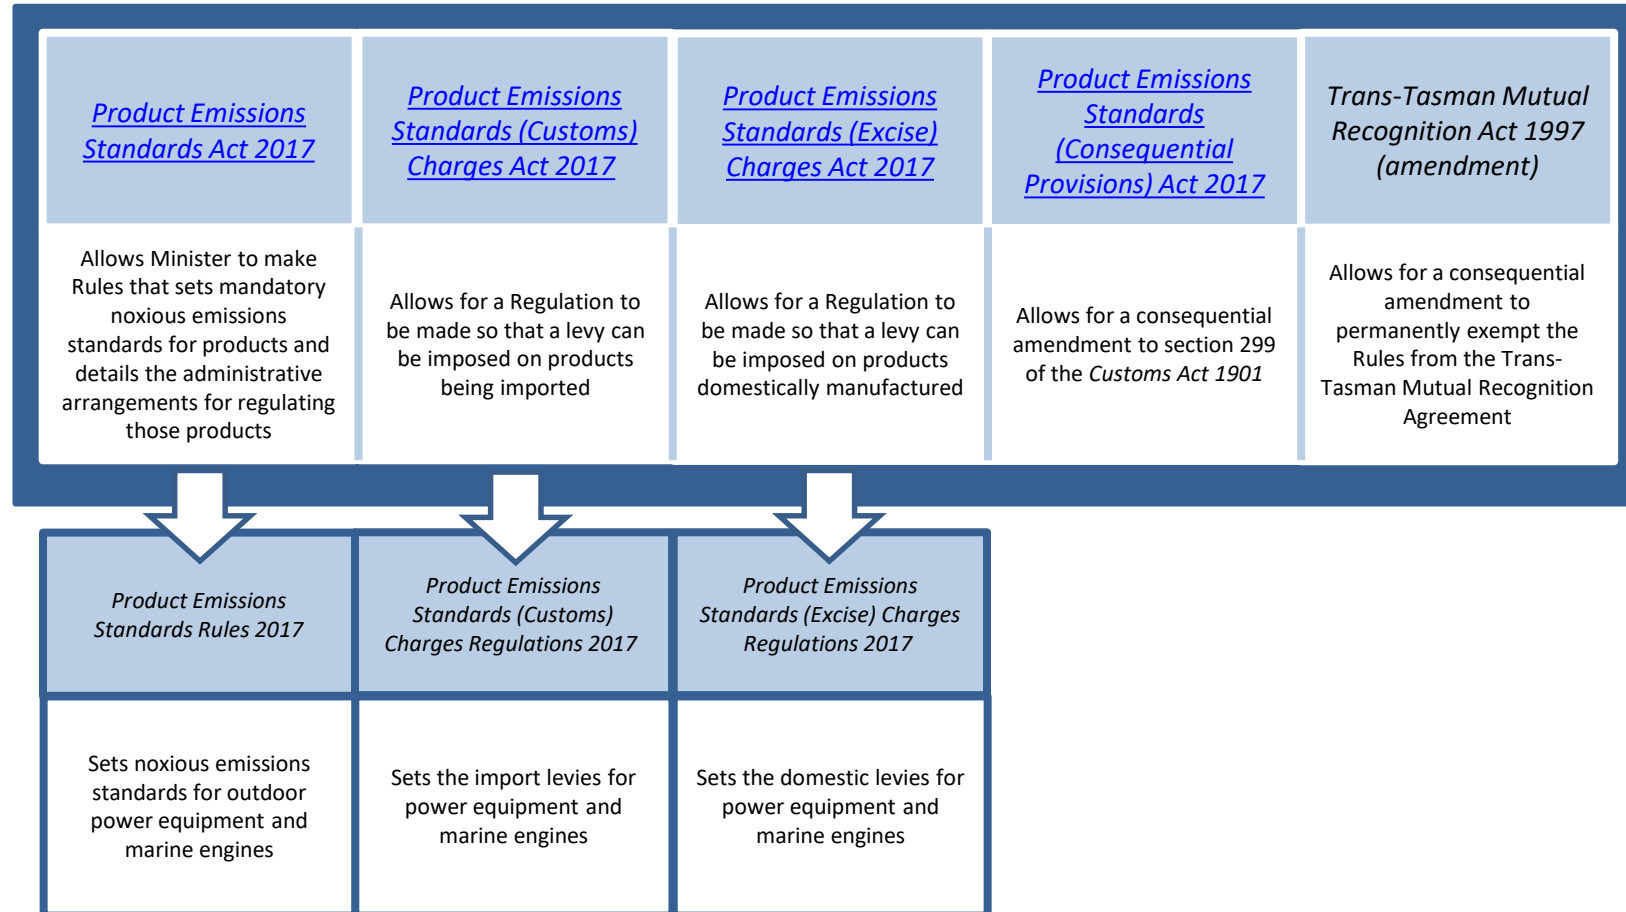 Product Emissions
Standards Act 2017
Product Emissions
Standards (Customs)
Charges Act 2017
Product Emissions
Standards (Excise)
Charges Act 2017
Product Emissions
Standards
(Consequential
Provisions) Act 2017
Trans-Tasman Mutual
Recognition Act 1997
(amendment)
Allows Minister to make
Rules that sets mandatory
noxious emissions
standards for products and
details the administrative
arrangements for regulating
those products
Allows for a Regulation to
be made so that a levy can
be imposed on products
being imported
Allows for a Regulation to
be made so that a levy can
be imposed on products
domestically manufactured
Allows for a consequential
amendment to section 299
of the Customs Act 1901
Allows for a consequential
amendment to
permanently exempt the
Rules from the Trans-
Tasman Mutual Recognition
Agreement
Product Emissions
Standards Rules 2017
Product Emissions
Standards (Customs)
Charges Regulations 2017
Product Emissions
Standards (Excise) Charges
Regulations 2017
Sets noxious emissions
standards for outdoor
power equipment and
marine engines
Sets the import levies for
power equipment and
marine engines
Sets the domestic levies for
power equipment and
marine engines